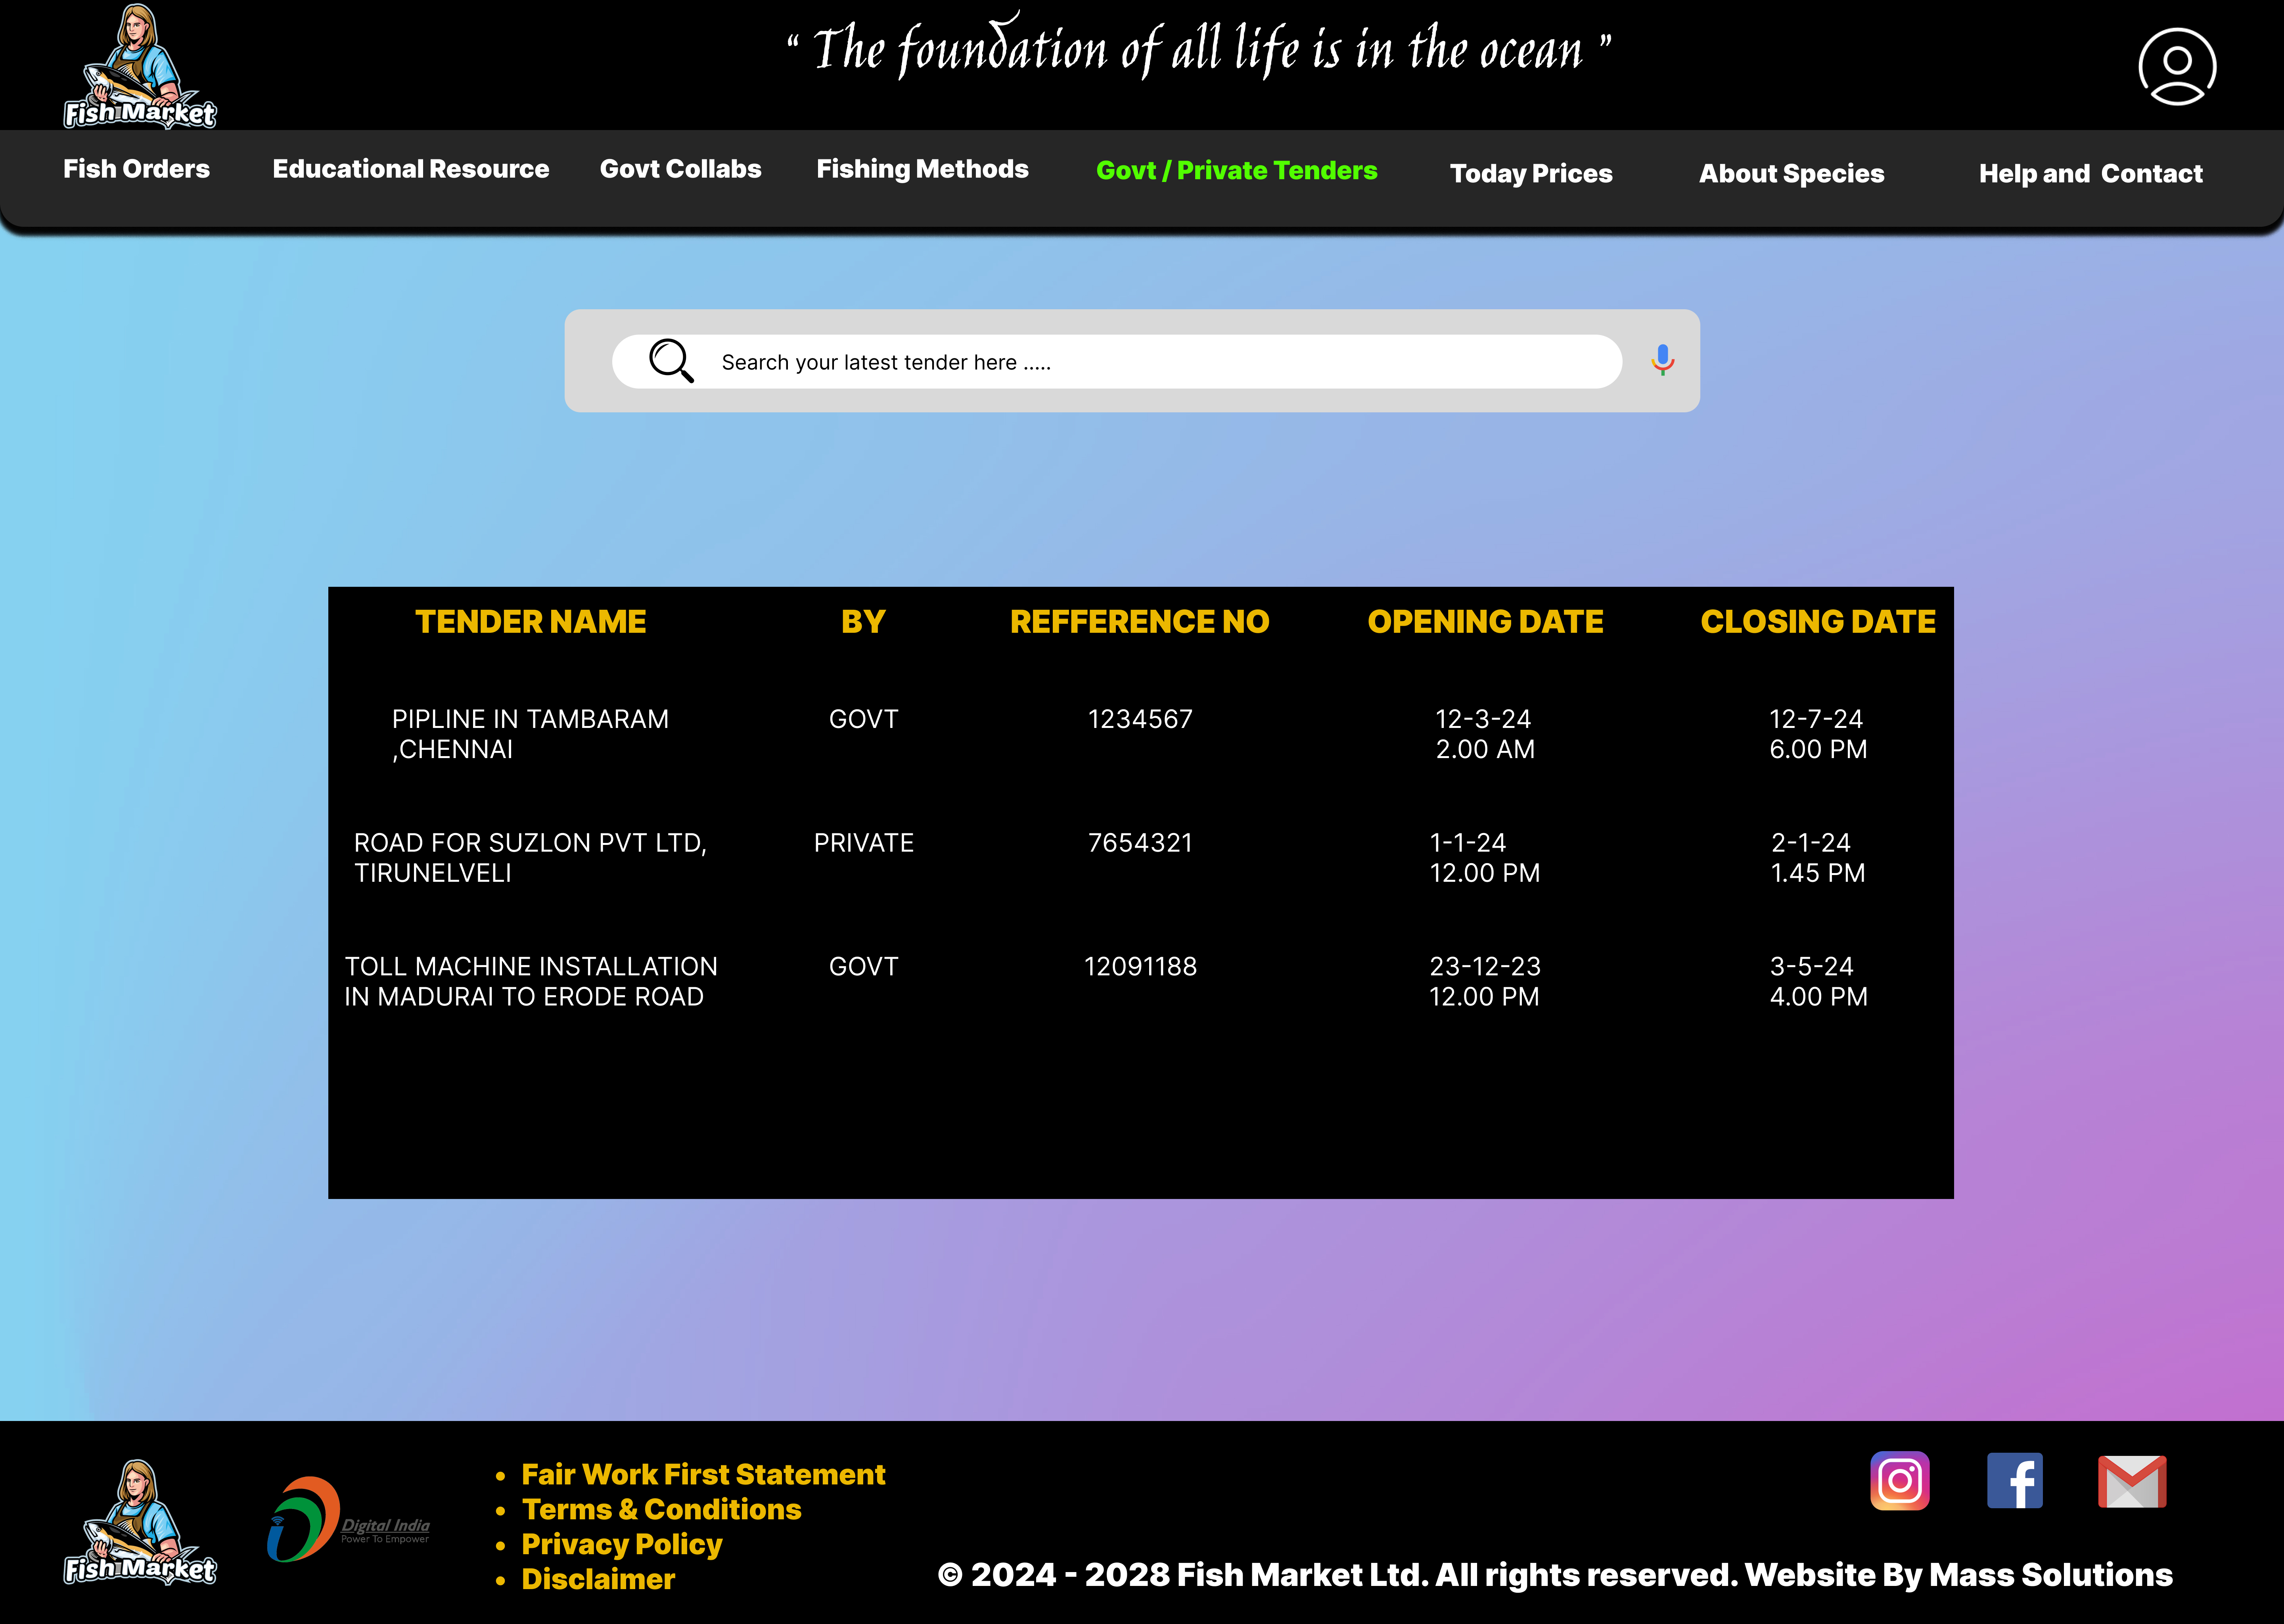 Fish Market
“ The foundation of all life is in the ocean ”
Fish Orders
Educational Resource
Govt Collabs
Fishing Methods
Govt / Private Tenders
Today Prices
About Species
Help and  Contact
Search your latest tender here .....
TENDER NAME
BY
REFFERENCE NO
OPENING DATE
CLOSING DATE
PIPLINE IN TAMBARAM
,CHENNAI
GOVT
1234567
12-3-24
2.00 AM
12-7-24
6.00 PM
ROAD FOR SUZLON PVT LTD,
TIRUNELVELI
PRIVATE
7654321
1-1-24
12.00 PM
2-1-24
1.45 PM
TOLL MACHINE INSTALLATION
IN MADURAI TO ERODE ROAD
GOVT
12091188
23-12-23
12.00 PM
3-5-24
4.00 PM
Fish Market
Digital India
Power To Empower
• Fair Work First Statement
• Terms & Conditions
• Privacy Policy
• Disclaimer
© 2024 - 2028 Fish Market Ltd. All rights reserved. Website By Mass Solutions